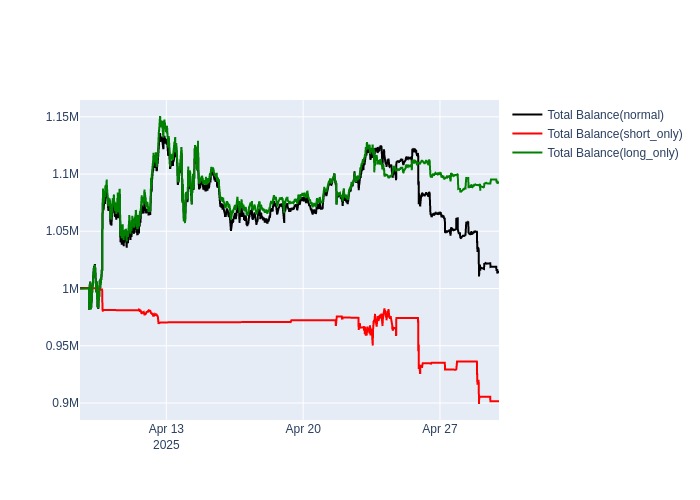 1.15M
1.1M
1.05M
1M
0.95M
0.9M
Apr 13
2025
Apr 20
Apr 27
Total Balance(normal)
Total Balance(short_only)
Total Balance(long_only)